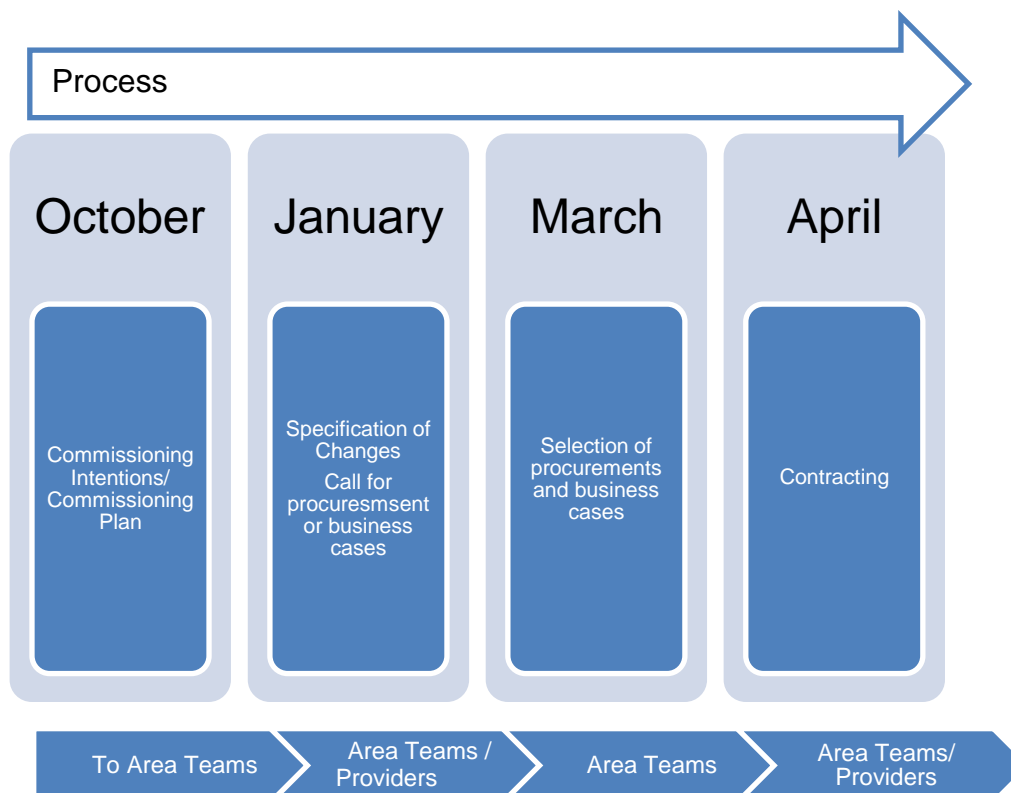 Process
October
January
March
April
Commissioning
Intentions/
Commissioning
Plan
Specification of
Changes
Call for
procuresmsent
or business
cases
Selection of
procurements
and business
cases
Contracting
To Area Teams
Area Teams /
Providers
Area Teams
Area Teams/
Providers